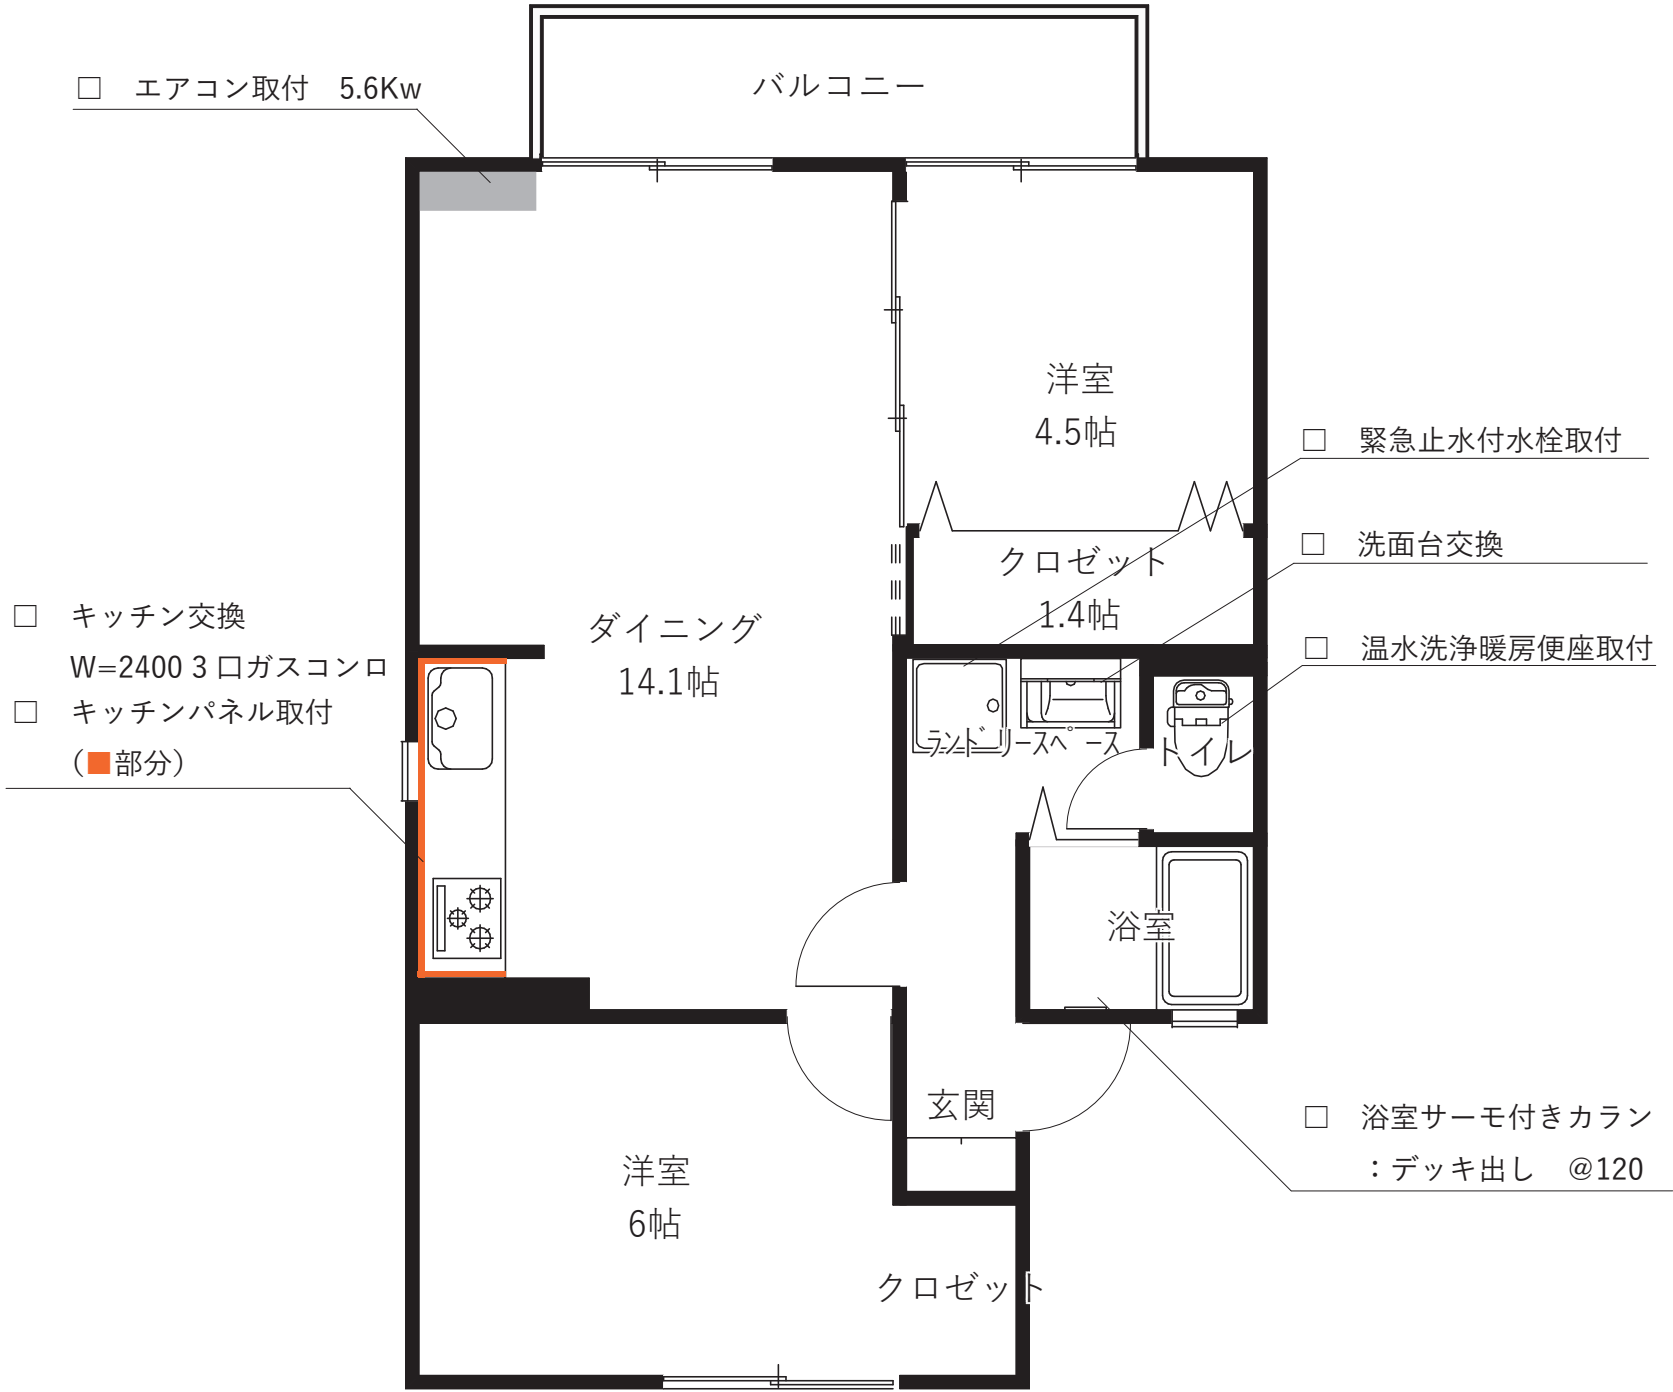 バルコニー
□ エアコン取付 5.6Kw
洋室
4.5帖
□ 緊急止水付水栓取付
クロゼット
1.4帖
□ 洗面台交換
□ キッチン交換
W=2400 3 口ガスコンロ
□ キッチンパネル取付
(■部分)
ダイニング
14.1帖
□ 温水洗浄暖房便座取付
ランドリースペース
トイレ
浴室
玄関
□ 浴室サーモ付きカラン
:デッキ出し @120
洋室
6帖
クロゼット